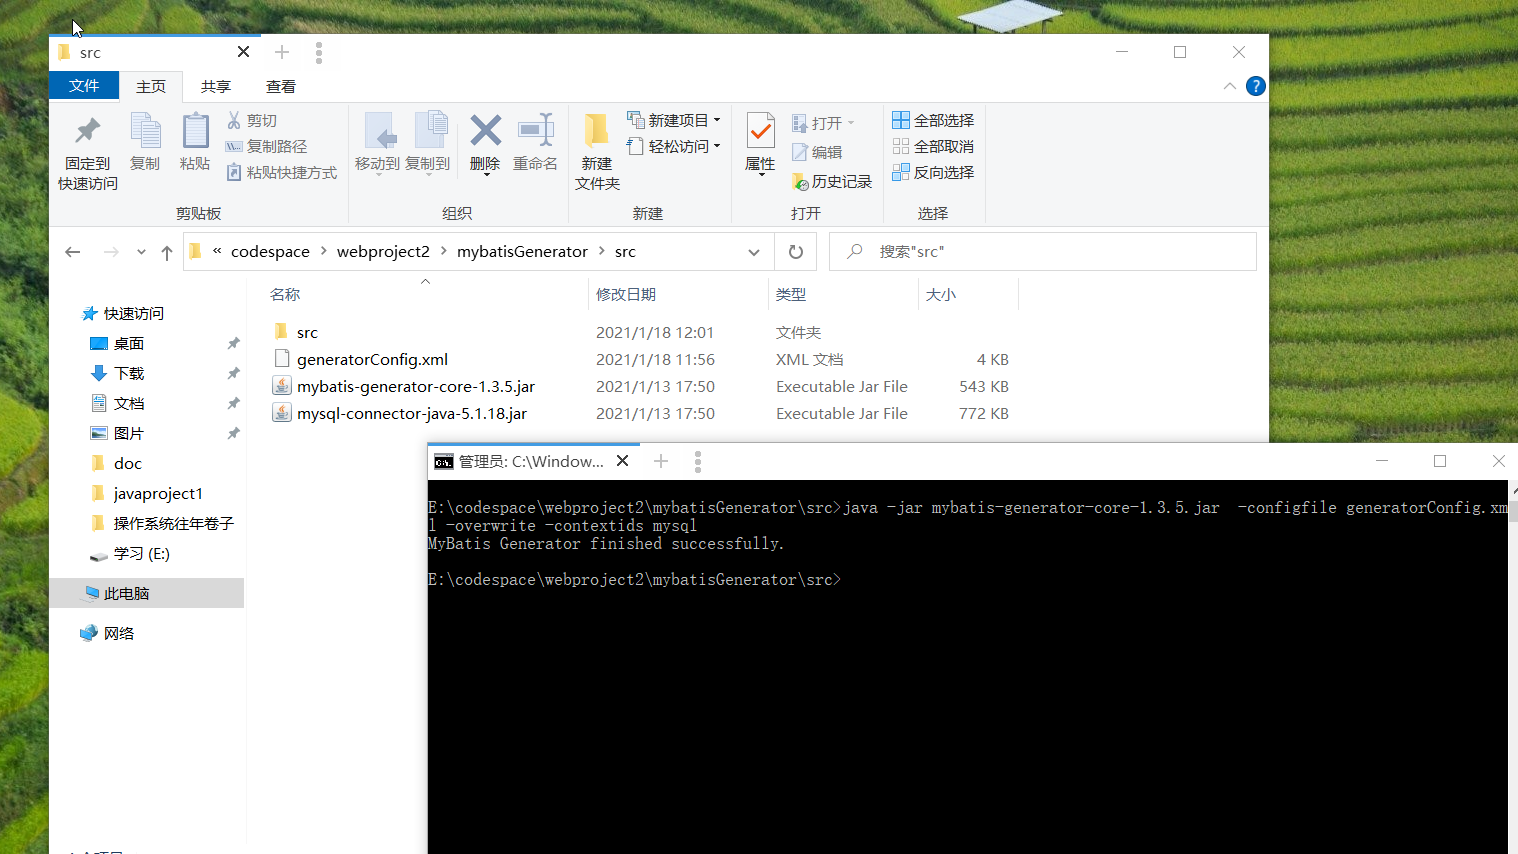 src
文件
主页
共享
查看
固定到
快速访问
复制
粘贴
剪切
复制路径
粘贴快捷方式
剪贴板
移动到
复制到
删除
重命名
组织
新建
文件夹
新建项目
轻松访问
新建
属性
打开
编辑
历史记录
打开
全部选择
全部取消
反向选择
选择
« codespace > webproject2 > mybatisGenerator > src
搜索"src"
名称 修改日期 类型 大小
src 2021/1/18 12:01 文件夹
generatorConfig.xml 2021/1/18 11:56 XML 文档 4 KB
mybatis-generator-core-1.3.5.jar 2021/1/13 17:50 Executable Jar File 543 KB
mysql-connector-java-5.1.18.jar 2021/1/13 17:50 Executable Jar File 772 KB
快速访问
桌面
下载
文档
图片
doc
javaproject1
操作系统往年卷子
学习 (E:)
此电脑
网络
管理员: C:\Window...
E:\codespace\webproject2\mybatisGenerator\src>java -jar mybatis-generator-core-1.3.5.jar  -configfile generatorConfig.xm
l -overwrite -contextids mysql
MyBatis Generator finished successfully.
E:\codespace\webproject2\mybatisGenerator\src>